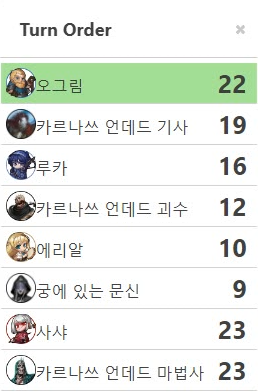 Turn Order ×
오그림 22
카르나쓰 언데드 기사 19
루카 16
카르나쓰 언데드 괴수 12
에리알 10
궁에 있는 문신 9
사샤 23
카르나쓰 언데드 마법사 23